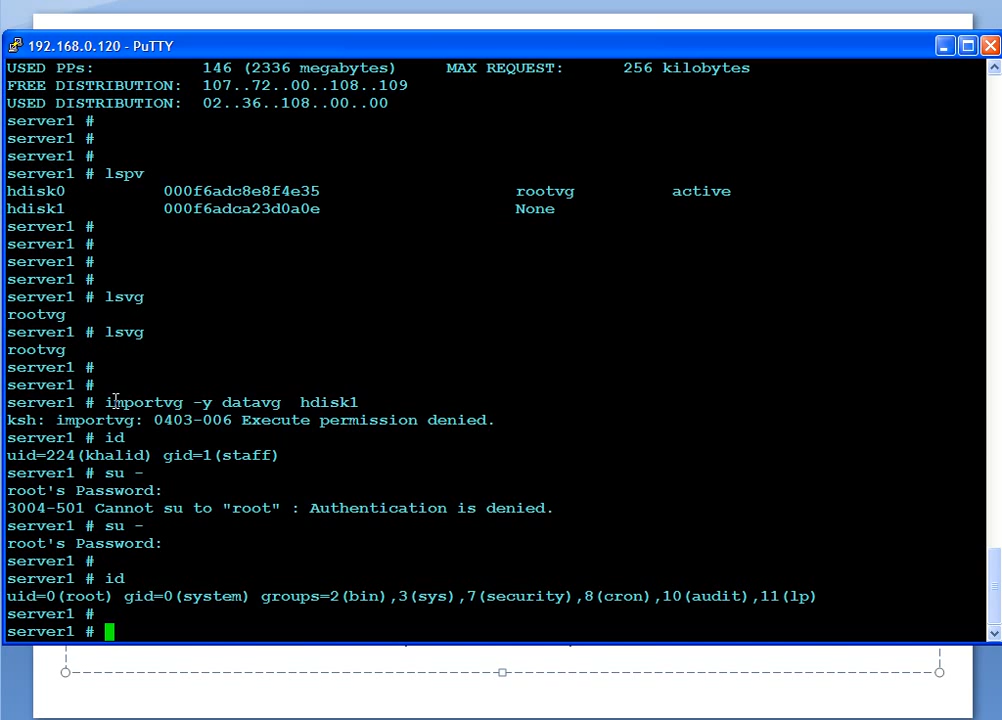 192.168.0.120 - PuTTY
USED PPs: 146 (2336 megabytes) MAX REQUEST: 256 kilobytes
FREE DISTRIBUTION: 107..72..00..108..109
USED DISTRIBUTION: 02..36..108..00..00
server1 #
server1 #
server1 #
server1 # lspv
hdisk0 000f6adc8e8f4e35 rootvg active
hdisk1 000f6adca23d0a0e None
server1 #
server1 #
server1 #
server1 #
server1 # lsvg
rootvg
server1 # lsvg
rootvg
server1 #
server1 #
server1 # importvg -y datavg hdisk1
ksh: importvg: 0403-006 Execute permission denied.
server1 # id
uid=224(khalid) gid=1(staff)
server1 # su -
root's Password:
3004-501 Cannot su to "root" : Authentication is denied.
server1 # su -
root's Password:
server1 #
server1 # id
uid=0(root) gid=0(system) groups=2(bin),3(sys),7(security),8(cron),10(audit),11(lp)
server1 #
server1 #